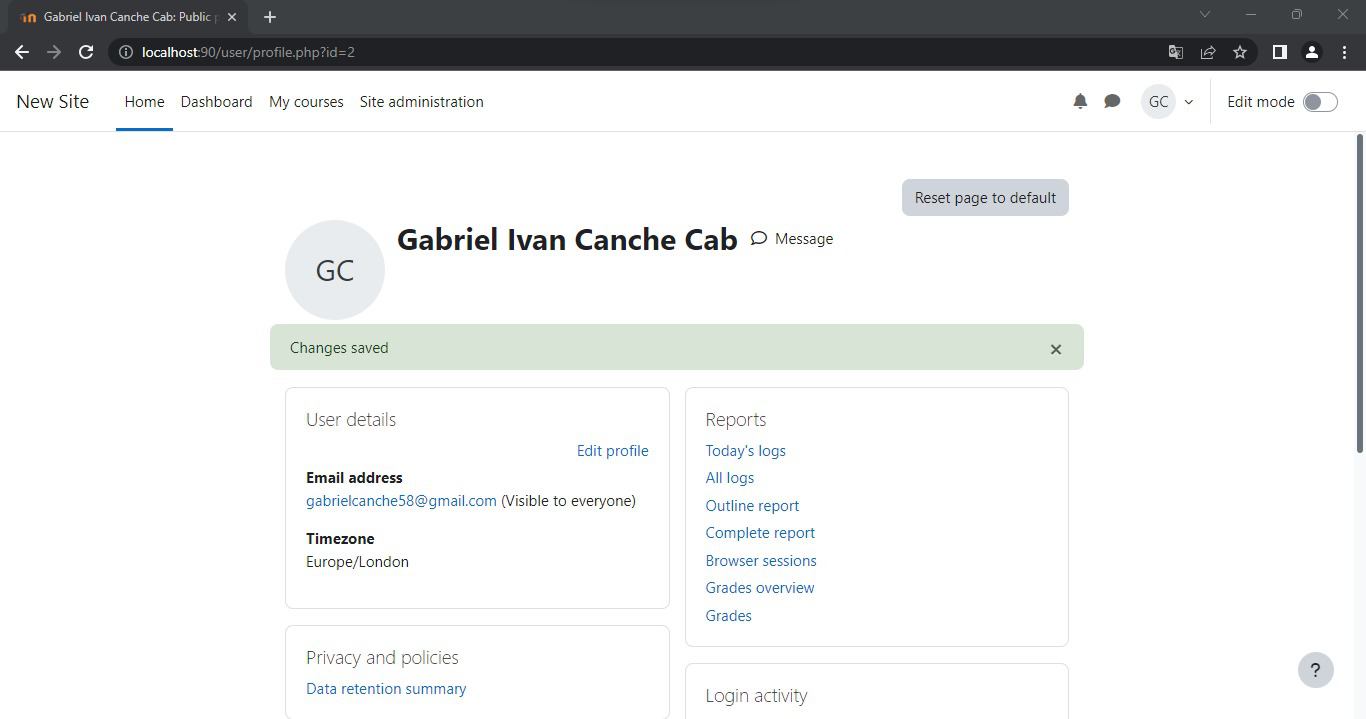 Gabriel Ivan Canche Cab: Public
localhost:90/user/profile.php?id=2
New Site
Home
Dashboard
My courses
Site administration
GC
Edit mode
Reset page to default
GC
Gabriel Ivan Canche Cab
Message
Changes saved
User details
Edit profile
Email address
gabrielcanche58@gmail.com (Visible to everyone)
Timezone
Europe/London
Privacy and policies
Data retention summary
Reports
Today's logs
All logs
Outline report
Complete report
Browser sessions
Grades overview
Grades
Login activity
?